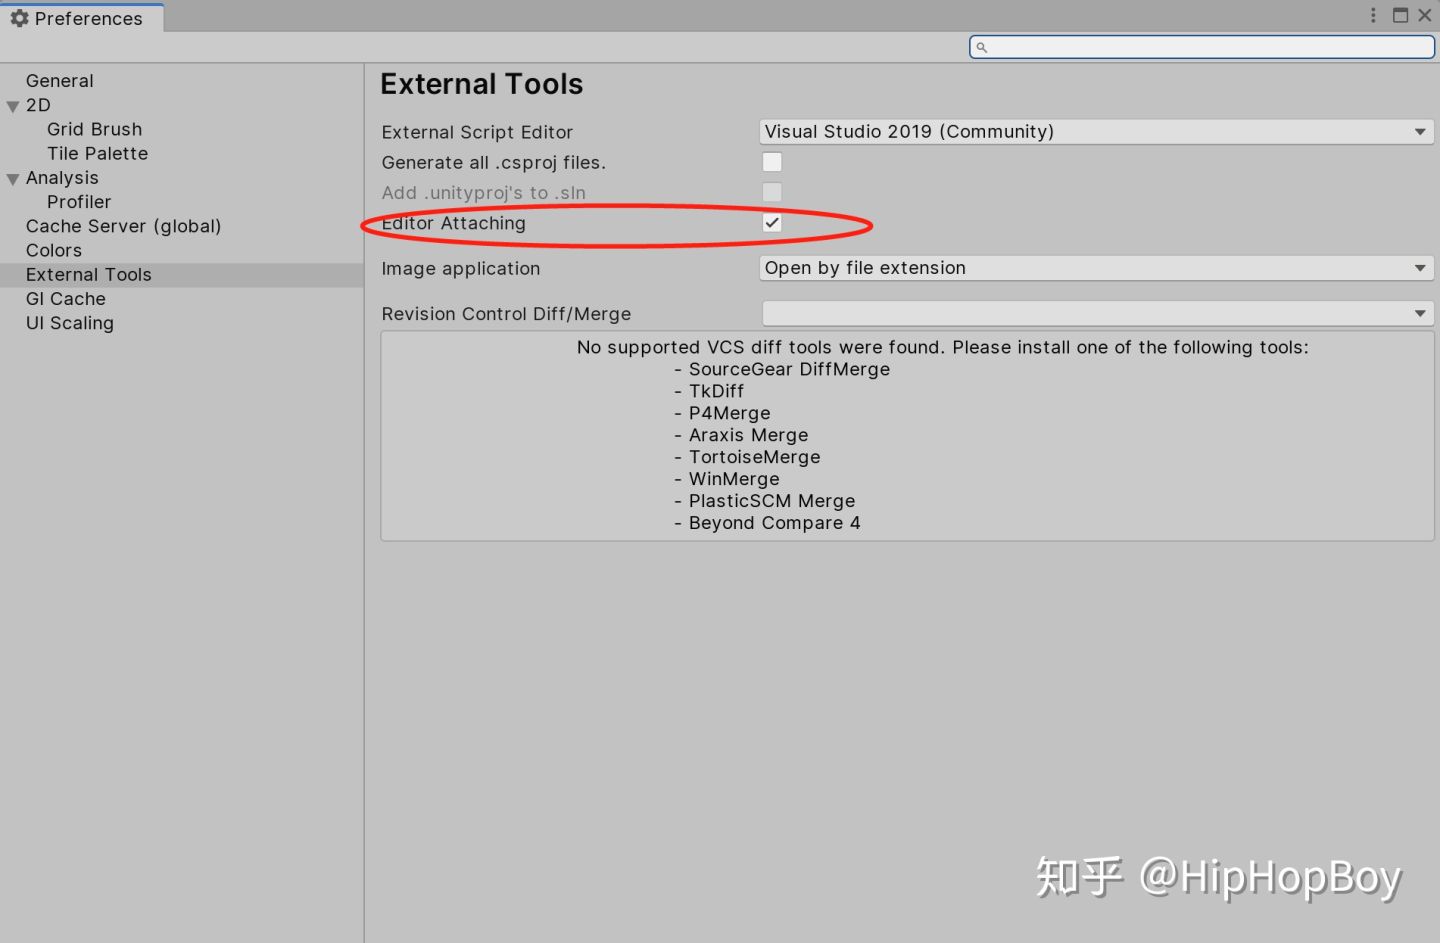 Preferences
General
2D
Grid Brush
Tile Palette
Analysis
Profiler
Cache Server (global)
Colors
External Tools
GI Cache
UI Scaling
External Tools
External Script Editor
Visual Studio 2019 (Community)
Generate all .csproj files.
Add .unityproj's to .sln
Editor Attaching
Image application
Open by file extension
Revision Control Diff/Merge
No supported VCS diff tools were found. Please install one of the following tools:
- SourceGear DiffMerge
- TkDiff
- P4Merge
- Araxis Merge
- TortoiseMerge
- WinMerge
- PlasticSCM Merge
- Beyond Compare 4
知乎 @HipHopBoy